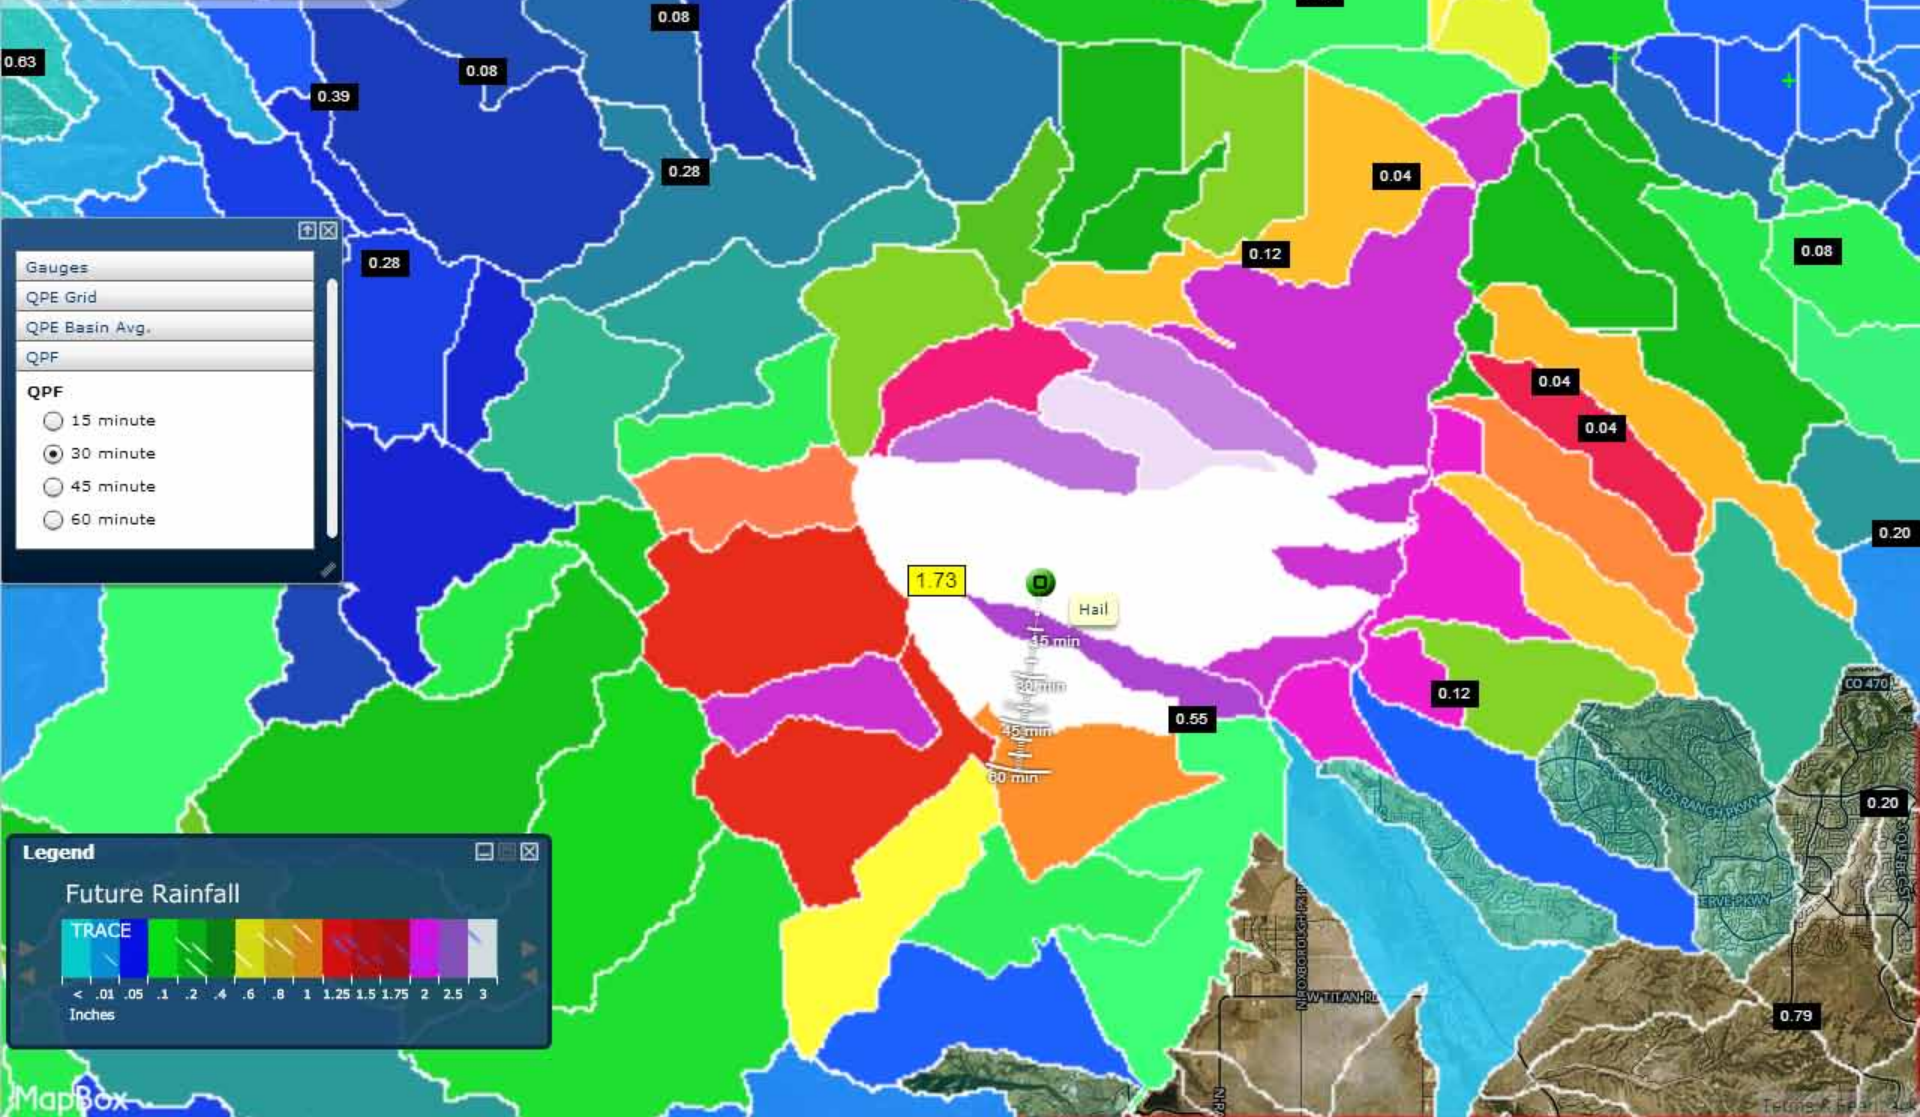 0.08
0.63
0.08
0.39
0.28
0.04
0.12
0.08
0.28
Gauges
QPE Grid
QPE Basin Avg.
QPF
QPF
15 minute
30 minute
45 minute
60 minute
0.04
0.04
0.20
1.73
Hail
15 min
30 min
45 min
60 min
0.55
0.12
CO 470
0.20
Legend
Future Rainfall
TRACE
< .01 .05 .1 .2 .4 .6 .8 1 1.25 1.5 1.75 2 2.5 3
Inches
W TITAN RD
0.79
MapBox